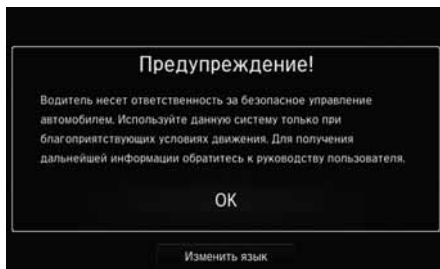 Предупреждение!
Водитель несет ответственность за безопасное управление
автомобилем. Используйте данную систему только при
благоприятствующих условиях движения. Для получения
дальнейшей информации обратитесь к руководству пользователя.
OK
Изменить язык